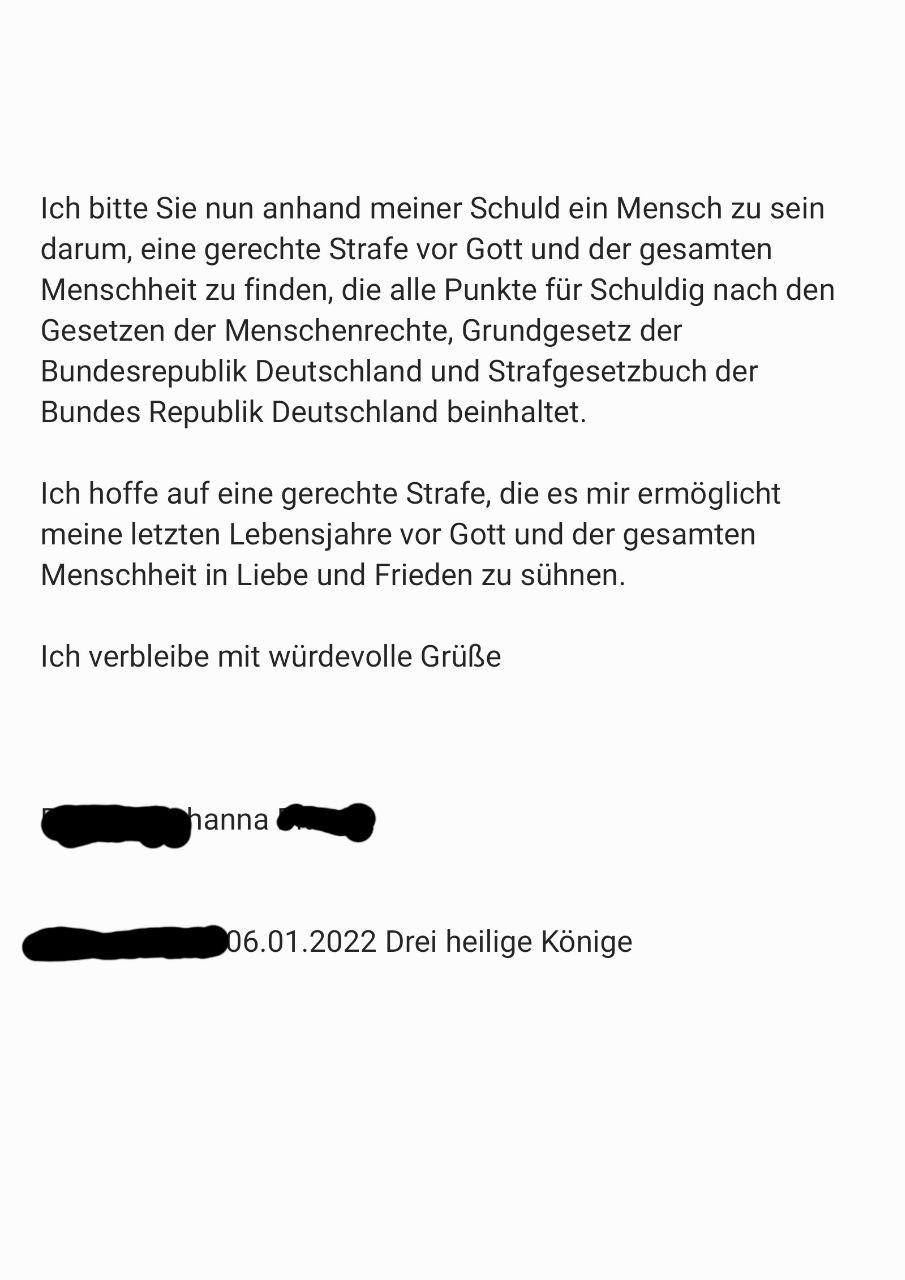 Ich bitte Sie nun anhand meiner Schuld ein Mensch zu sein
darum, eine gerechte Strafe vor Gott und der gesamten
Menschheit zu finden, die alle Punkte für Schuldig nach den
Gesetzen der Menschenrechte, Grundgesetz der
Bundesrepublik Deutschland und Strafgesetzbuch der
Bundes Republik Deutschland beinhaltet.
Ich hoffe auf eine gerechte Strafe, die es mir ermöglicht
meine letzten Lebensjahre vor Gott und der gesamten
Menschheit in Liebe und Frieden zu sühnen.
Ich verbleibe mit würdevolle Grüße
hanna
06.01.2022 Drei heilige Könige